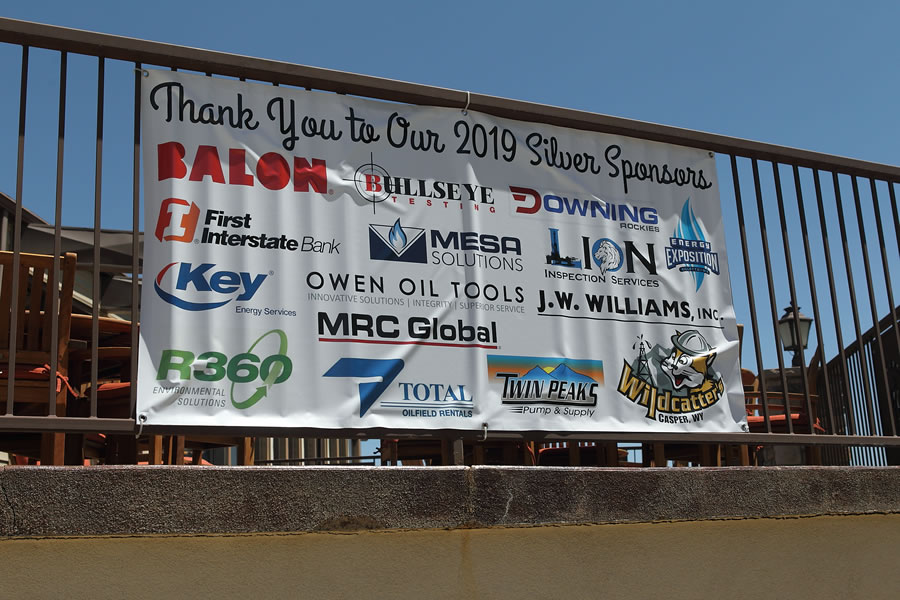 Thank You to Our 2019 Silver Sponsors
BALON®
BULLSEYE
TESTING
DOWNING
ROCKIES
First
Interstate Bank
MESA
SOLUTIONS
LION
INSPECTION SERVICES
ENERGY
EXPOSITION
Key®
Energy Services
OWEN OIL TOOLS
INNOVATIVE SOLUTIONS | INTEGRITY | SUPERIOR SERVICE
J.W. WILLIAMS, INC.
MRC Global
R360
ENVIRONMENTAL
SOLUTIONS
TOTAL
OILFIELD RENTALS
TWIN PEAKS
Pump & Supply
Wildcatters
CASPER, WY